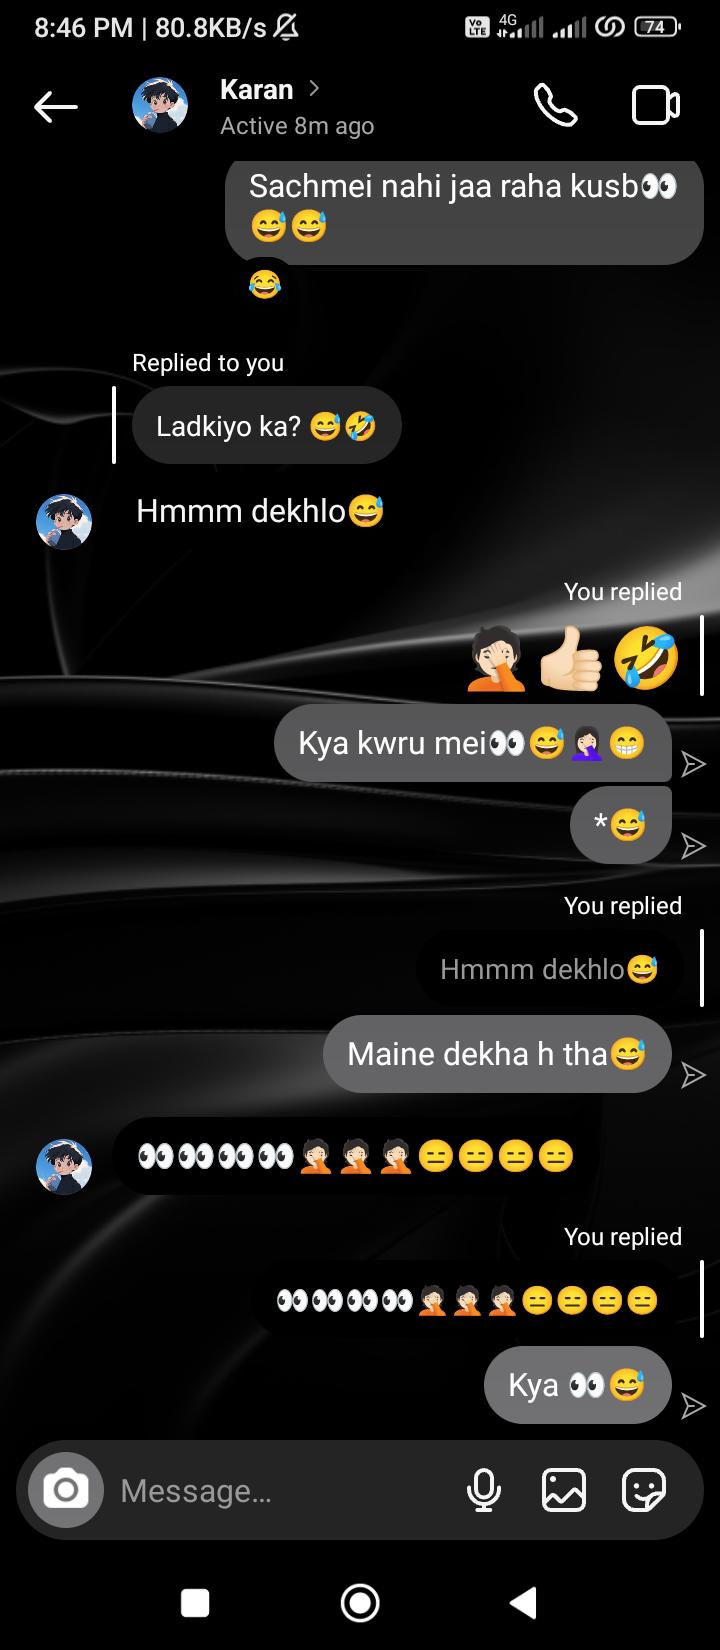 8:46 PM | 80.8KB/s
Vo LTE 4G 74
Karan
Active 8m ago
Sachmei nahi jaa raha kusb👀
😅😅
😂
Replied to you
Ladkiyo ka? 😅🤣
Hmmm dekhlo😅
You replied
🤦🏻👍🏻🤣
Kya kwru mei👀😅🤦🏻‍♀️😁
*😅
You replied
Hmmm dekhlo😅
Maine dekha h tha😅
👀👀👀👀🤦🏻🤦🏻🤦🏻😑😑😑😑
You replied
👀👀👀👀🤦🏻🤦🏻🤦🏻😑😑😑😑
Kya 👀😅
Message...